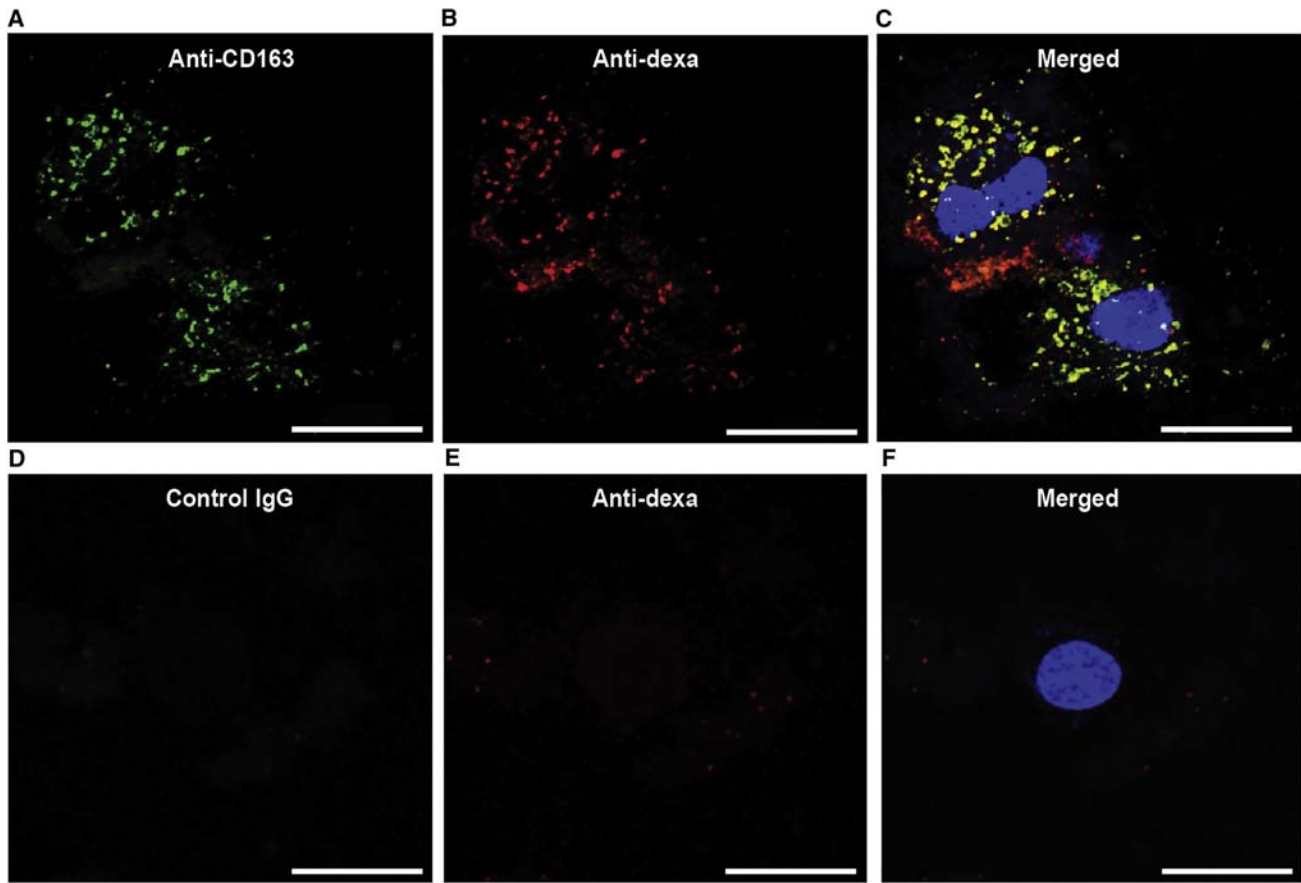 A
Anti-CD163
B
Anti-dexa
C
Merged
D
Control IgG
E
Anti-dexa
F
Merged